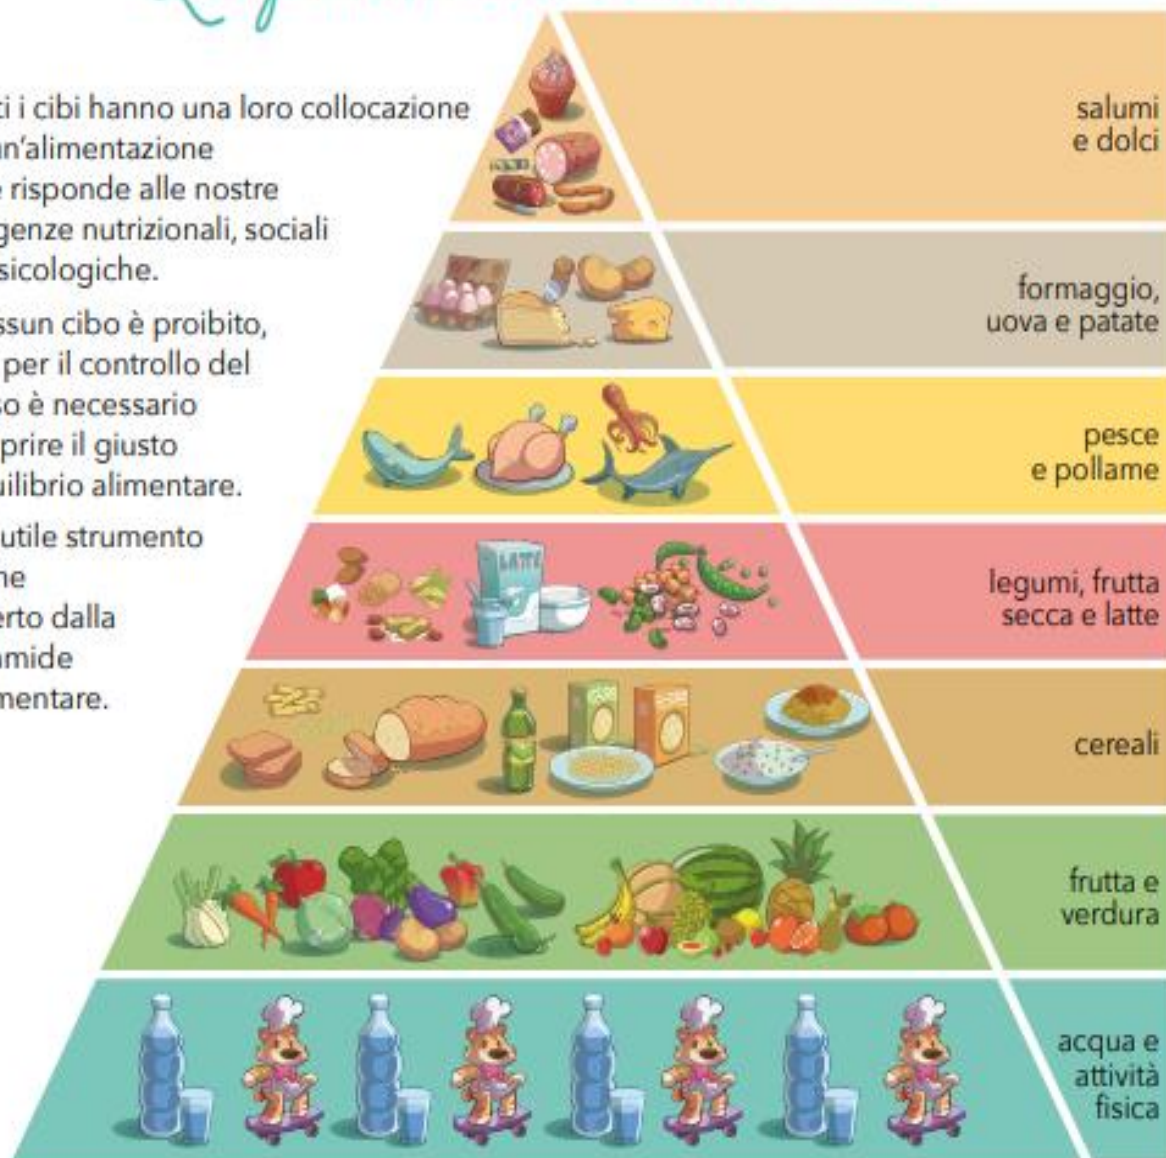 ti i cibi hanno una loro collocazione
un'alimentazione
e risponde alle nostre
genze nutrizionali, sociali
sicologiche.
ssun cibo è proibito,
per il controllo del
so è necessario
prire il giusto
uilibrio alimentare.
utile strumento
ne
erto dalla
amide
mentare.
salumi
e dolci
formaggio,
uova e patate
pesce
e pollame
LATTE
legumi, frutta
secca e latte
cereali
frutta e
verdura
acqua e
attività
fisica